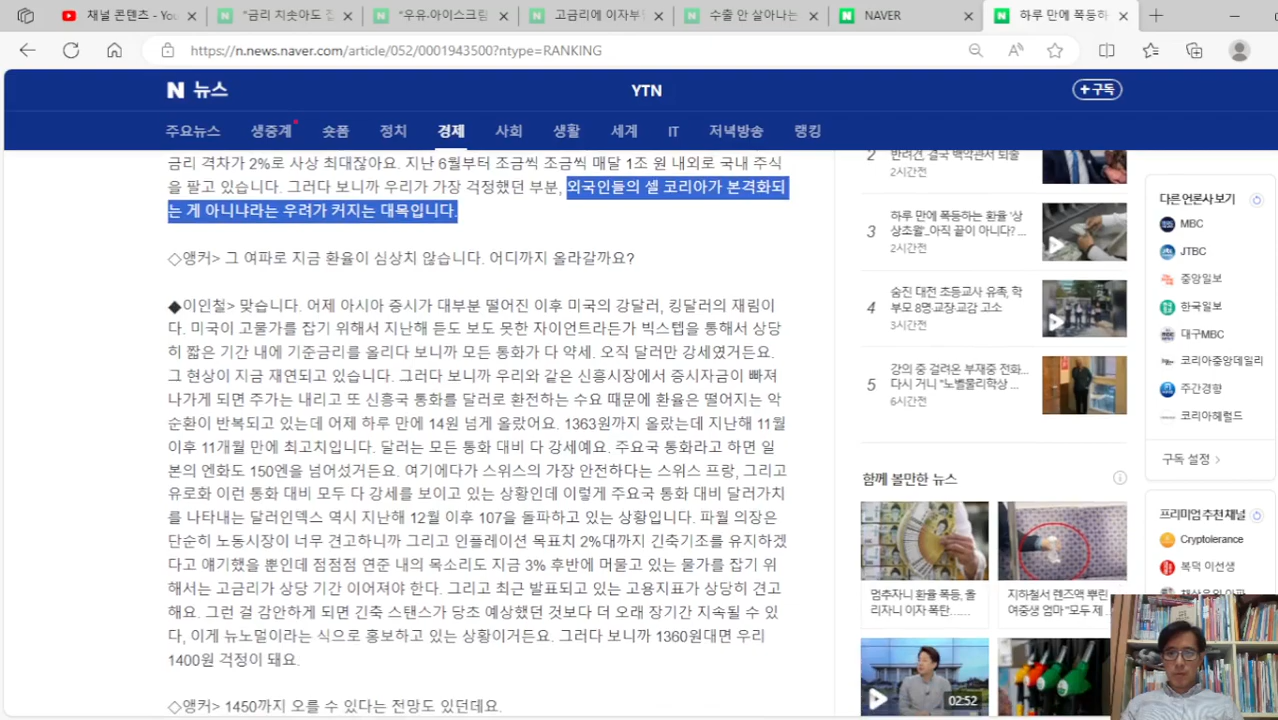 채널 콘텐츠 - You
"금리 치솟아도 집
"우유·아이스크림
고금리에 이자부
수출 안 살아나는
NAVER
하루 만에 폭등하
https://n.news.naver.com/article/052/0001943500?ntype=RANKING
N 뉴스
YTN
+구독
주요뉴스 생중계 숏폼 정치 경제 사회 생활 세계 IT 저녁방송 랭킹
금리 격차가 2%로 사상 최대잖아요. 지난 6월부터 조금씩 조금씩 매달 1조 원 내외로 국내 주식
을 팔고 있습니다. 그러다 보니까 우리가 가장 걱정했던 부분, 외국인들의 셀 코리아가 본격화되
는 게 아니냐라는 우려가 커지는 대목입니다.
◇앵커> 그 여파로 지금 환율이 심상치 않습니다. 어디까지 올라갈까요?
◆이인철> 맞습니다. 어제 아시아 증시가 대부분 떨어진 이후 미국의 강달러, 킹달러의 재림이
다. 미국이 고물가를 잡기 위해서 지난해 듣도 보도 못한 자이언트라든가 빅스텝을 통해서 상당
히 짧은 기간 내에 기준금리를 올리다 보니까 모든 통화가 다 약세. 오직 달러만 강세였거든요.
그 현상이 지금 재연되고 있습니다. 그러다 보니까 우리와 같은 신흥시장에서 증시자금이 빠져
나가게 되면 주가는 내리고 또 신흥국 통화를 달러로 환전하는 수요 때문에 환율은 떨어지는 악
순환이 반복되고 있는데 어제 하루 만에 14원 넘게 올랐어요. 1363원까지 올랐는데 지난해 11월
이후 11개월 만에 최고치입니다. 달러는 모든 통화 대비 다 강세예요. 주요국 통화라고 하면 일
본의 엔화도 150엔을 넘어섰거든요. 여기에다가 스위스의 가장 안전하다는 스위스 프랑, 그리고
유로화 이런 통화 대비 모두 다 강세를 보이고 있는 상황인데 이렇게 주요국 통화 대비 달러가치
를 나타내는 달러인덱스 역시 지난해 12월 이후 107을 돌파하고 있는 상황입니다. 파월 의장은
단순히 노동시장이 너무 견고하니까 그리고 인플레이션 목표치 2%대까지 긴축기조를 유지하겠
다고 얘기했을 뿐인데 점점점 연준 내의 목소리도 지금 3% 후반에 머물고 있는 물가를 잡기 위
해서는 고금리가 상당 기간 이어져야 한다. 그리고 최근 발표되고 있는 고용지표가 상당히 견고
해요. 그런 걸 감안하게 되면 긴축 스탠스가 당초 예상했던 것보다 더 오래 장기간 지속될 수 있
다, 이게 뉴노멀이라는 식으로 홍보하고 있는 상황이거든요. 그러다 보니까 1360원대면 우리
1400원 걱정이 돼요.
◇앵커> 1450까지 오를 수 있다는 전망도 있던데요.
2
반려견, 결국 백악관서 퇴출
2시간전
3
하루 만에 폭등하는 환율 '상
상초월'...아직 끝이 아니다? ...
2시간전
4
숨진 대전 초등교사 유족, 학
부모 8명·교장·교감 고소
3시간전
5
강의 중 걸려온 부재중 전화...
다시 거니 "노벨물리학상 ...
6시간전
함께 볼만한 뉴스
멈추자니 환율 폭등, 올
리자니 이자 폭탄...
지하철서 렌즈액 뿌린
여중생 엄마 "모두 제
02:52
다른 언론사 보기
MBC
JTBC
중앙일보
한국일보
대구MBC
코리아중앙데일리
주간경향
코리아헤럴드
구독 설정 >
프리미엄 추천 채널
Cryptolerance
복덕 이선생